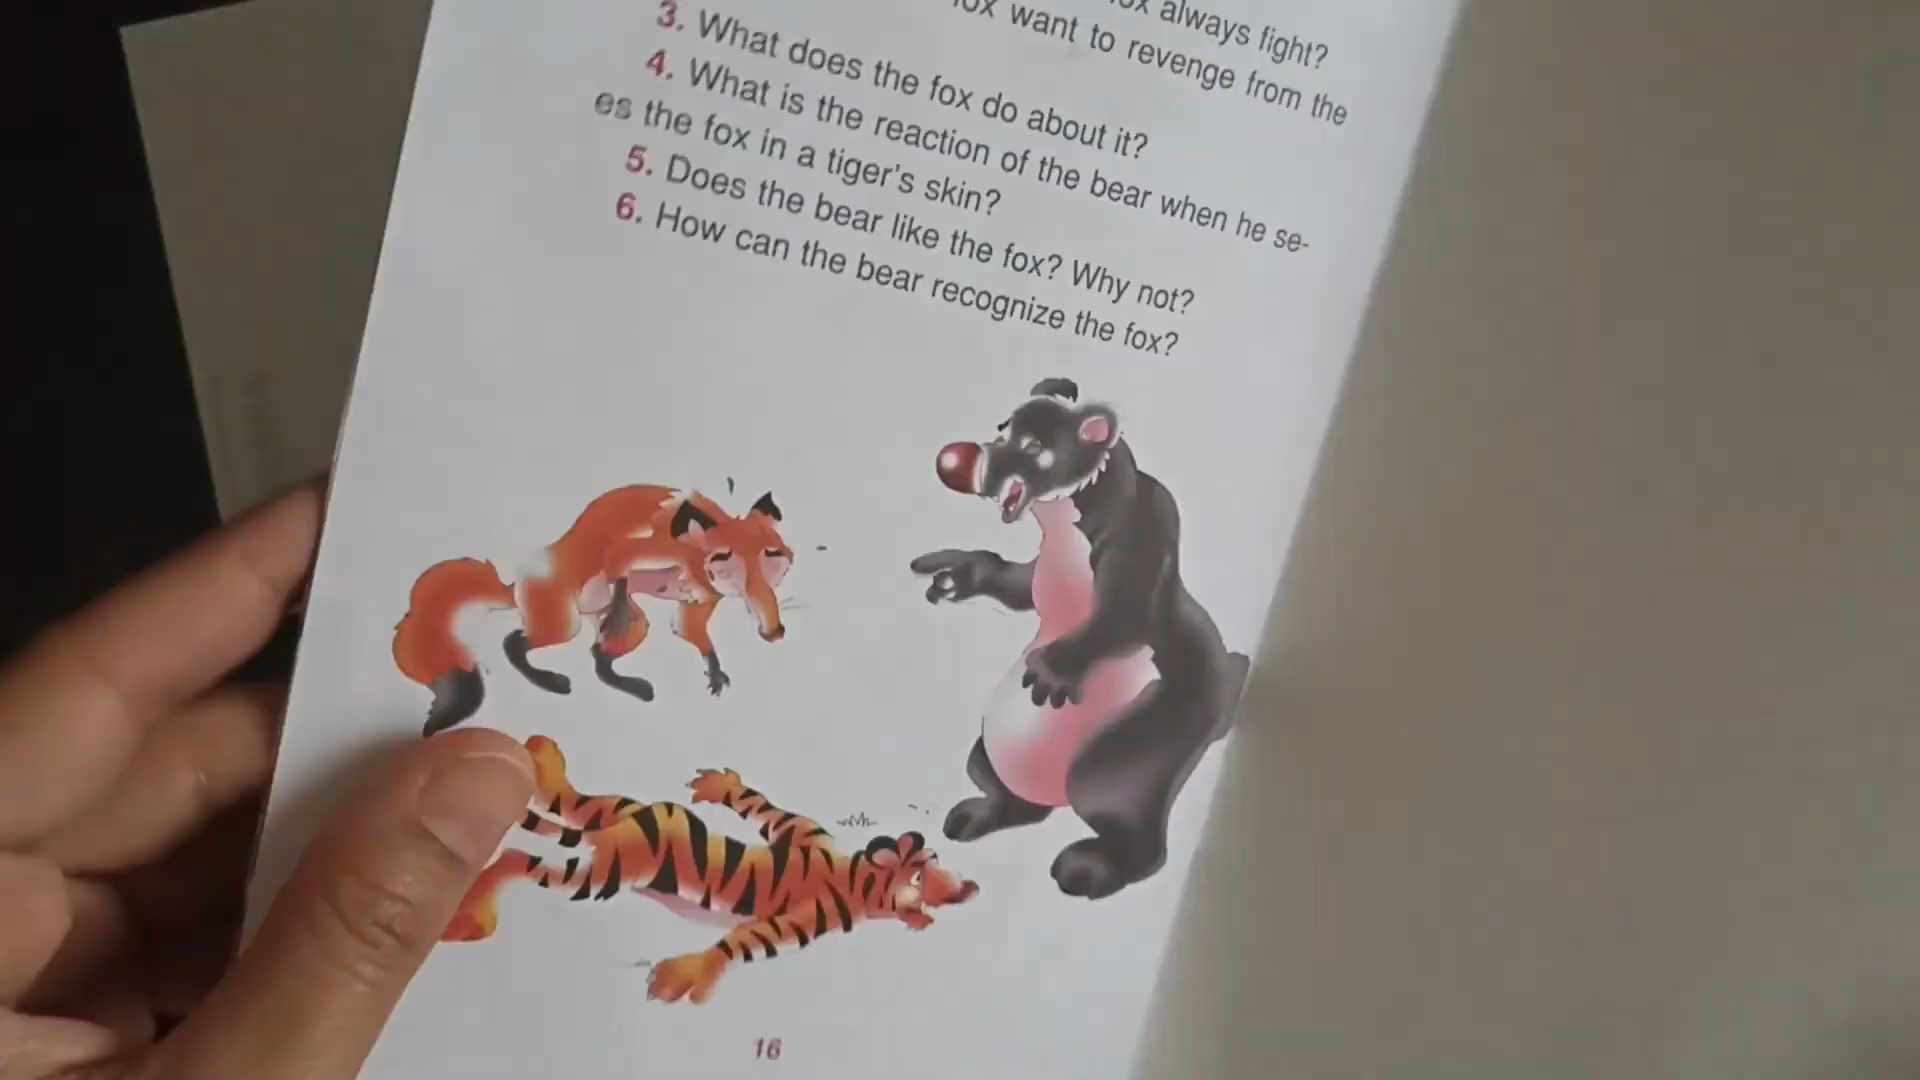 ox always fight?
ox want to revenge from the
3. What does the fox do about it?
4. What is the reaction of the bear when he se-
es the fox in a tiger's skin?
5. Does the bear like the fox? Why not?
6. How can the bear recognize the fox?
16